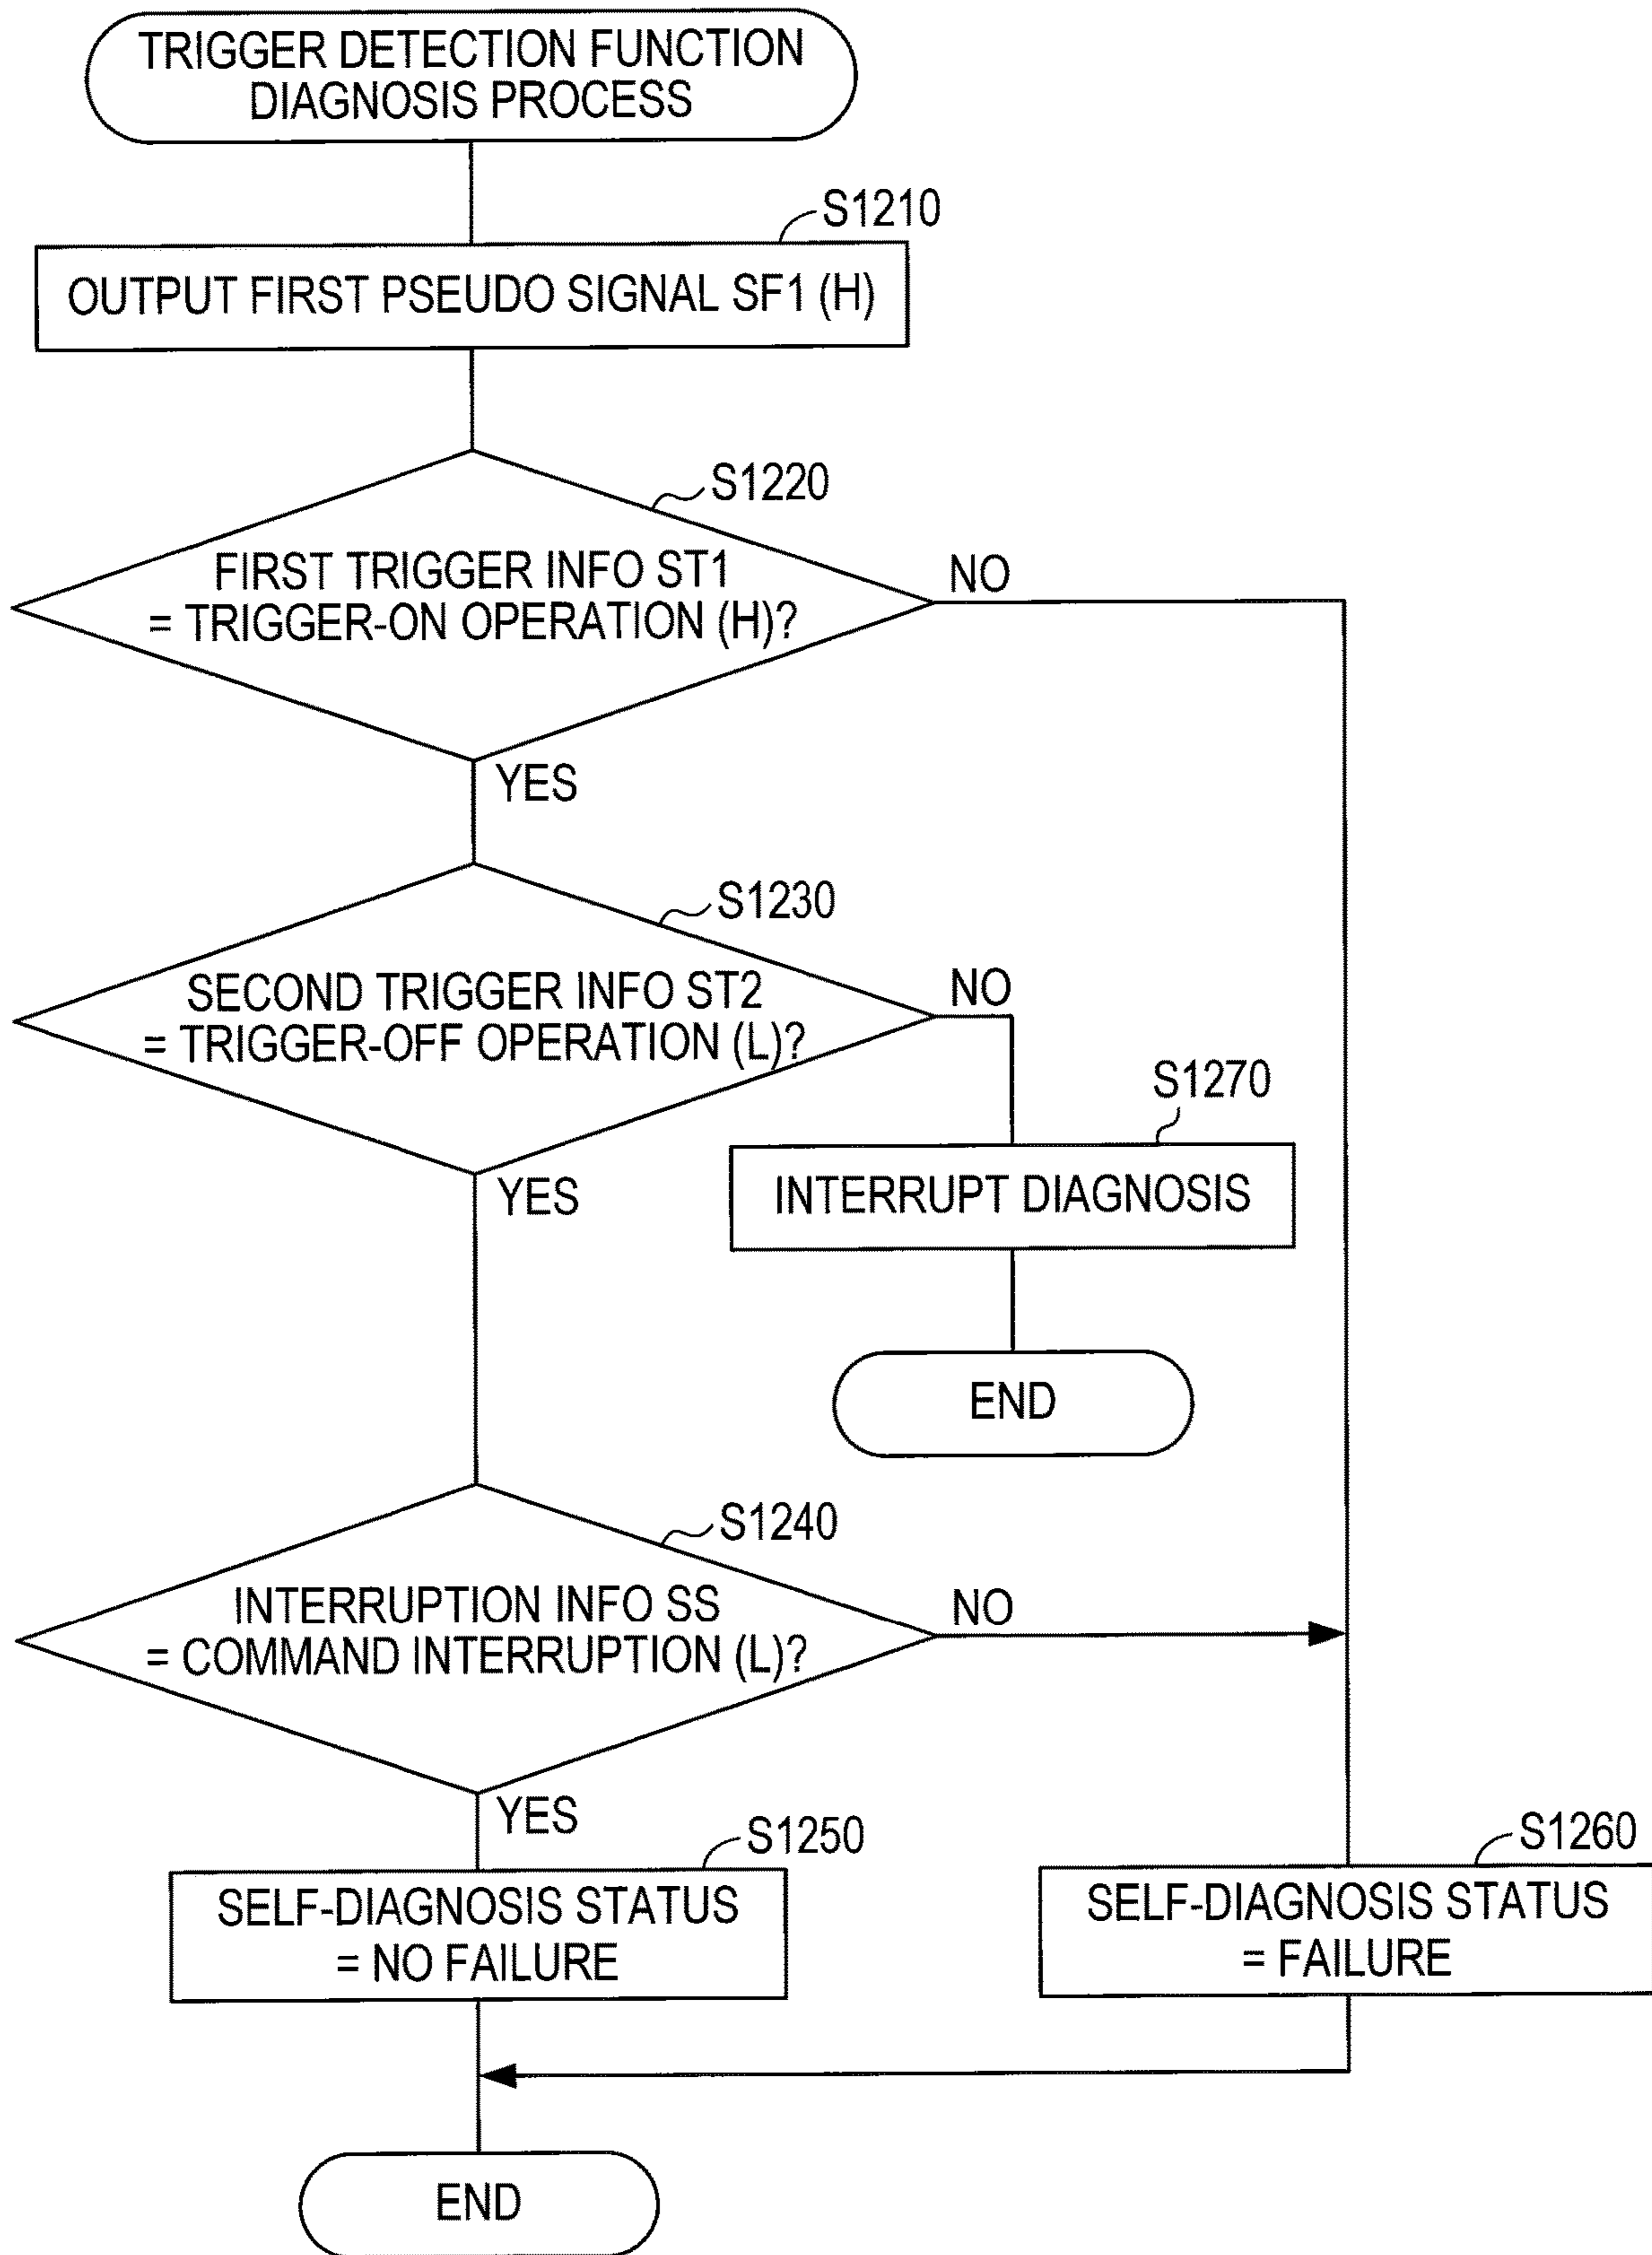 TRIGGER DETECTION FUNCTION
DIAGNOSIS PROCESS
S1210
OUTPUT FIRST PSEUDO SIGNAL SF1 (H)
S1220
FIRST TRIGGER INFO ST1
= TRIGGER-ON OPERATION (H)?
NO
YES
S1230
SECOND TRIGGER INFO ST2
= TRIGGER-OFF OPERATION (L)?
NO
YES
S1270
INTERRUPT DIAGNOSIS
END
S1240
INTERRUPTION INFO SS
= COMMAND INTERRUPTION (L)?
NO
YES
S1250
SELF-DIAGNOSIS STATUS
= NO FAILURE
S1260
SELF-DIAGNOSIS STATUS
= FAILURE
END